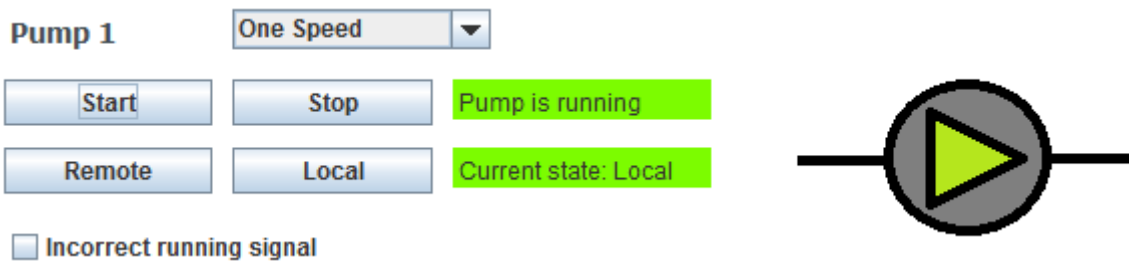 Pump 1
One Speed
Start
Stop
Pump is running
Remote
Local
Current state: Local
Incorrect running signal